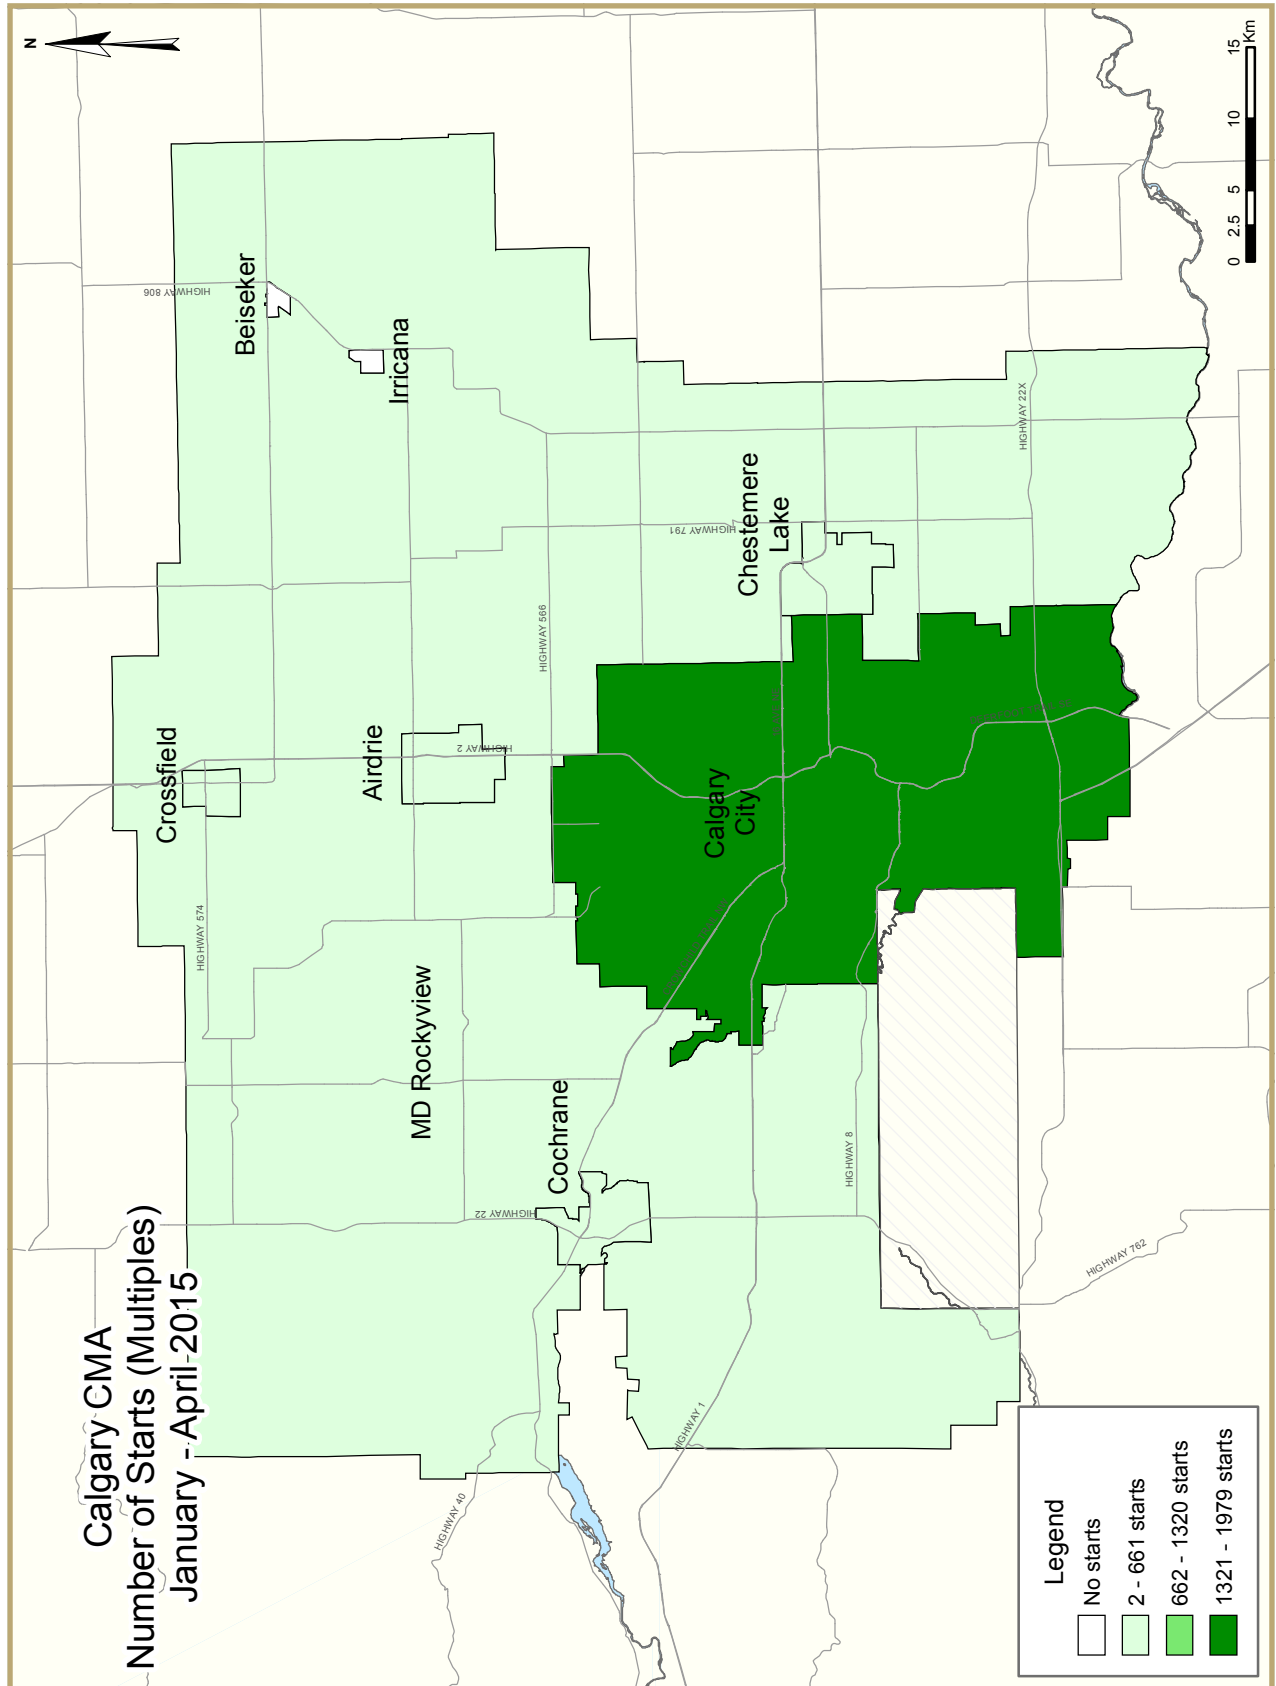 Calgary CMA
Number of Starts (Multiples)
January - April 2015
N
Crossfield
Beiseker
Irricana
Airdrie
MD Rockyview
Cochrane
Calgary
City
Chestemere
Lake
HIGHWAY 574
HIGHWAY 806
HIGHWAY 2
HIGHWAY 566
HIGHWAY 22
HIGHWAY 40
HIGHWAY 791
HIGHWAY 1
HIGHWAY 8
HIGHWAY 22X
HIGHWAY 762
Legend
No starts
2 - 661 starts
662 - 1320 starts
1321 - 1979 starts
0 2.5 5 10 15
Km